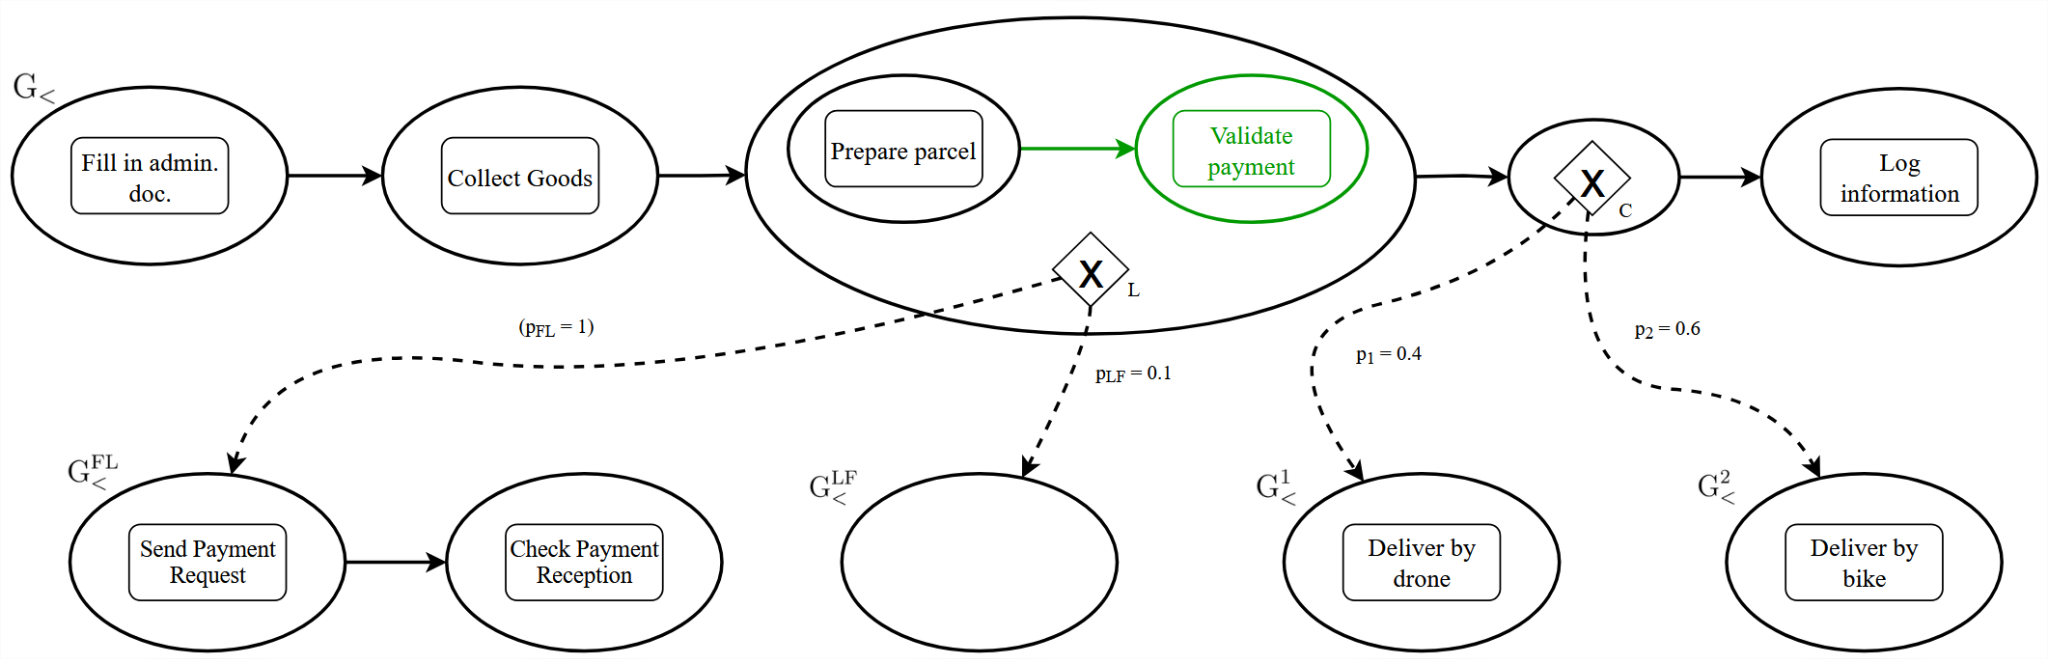 G<
Fill in admin.
doc.
Collect Goods
Prepare parcel
Validate
payment
X
L
X
C
Log
information
(pFL = 1)
pLF = 0.1
p1 = 0.4
p2 = 0.6
GFL<
Send Payment
Request
Check Payment
Reception
GLF<
G1<
Deliver by
drone
G2<
Deliver by
bike